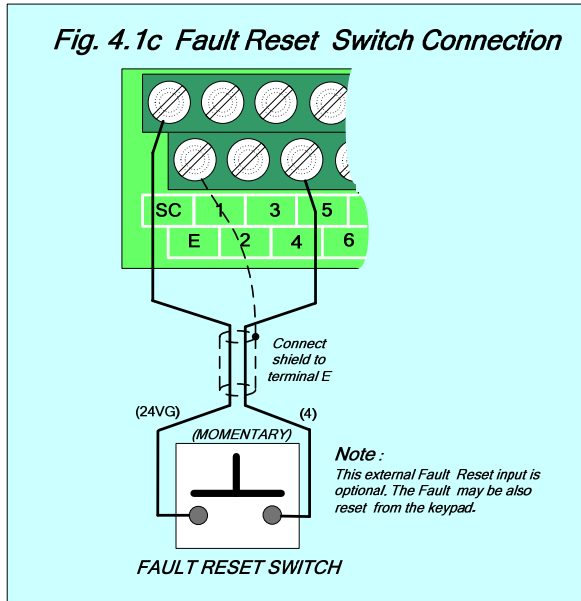 Fig. 4.1c Fault Reset Switch Connection
SC 1 3 5
E 2 4 6
Connect
shield to
terminal E
(24VG)
(4)
(MOMENTARY)
Note :
This external Fault Reset input is
optional. The Fault may be also
reset from the keypad.
FAULT RESET SWITCH